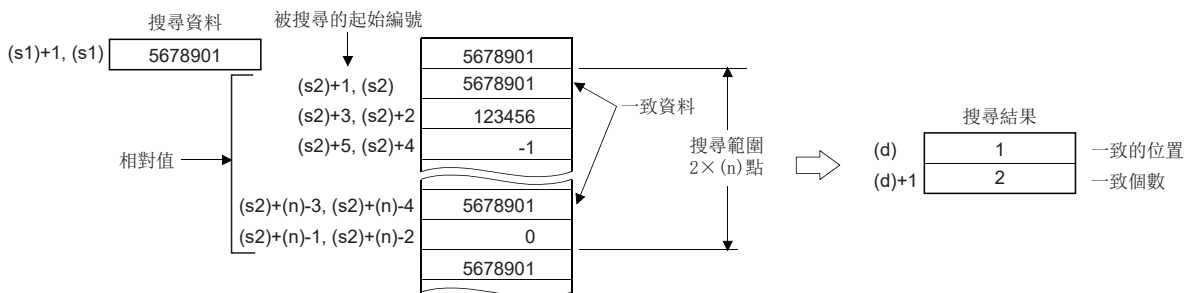 搜尋資料
被搜尋的起始編號
(s1)+1, (s1)
5678901
5678901
(s2)+1, (s2)
5678901
(s2)+3, (s2)+2
123456
(s2)+5, (s2)+4
-1
相對值
(s2)+(n)-3, (s2)+(n)-4
5678901
(s2)+(n)-1, (s2)+(n)-2
0
5678901
一致資料
搜尋範圍
2×(n)點
搜尋結果
(d)
1
一致的位置
(d)+1
2
一致個數